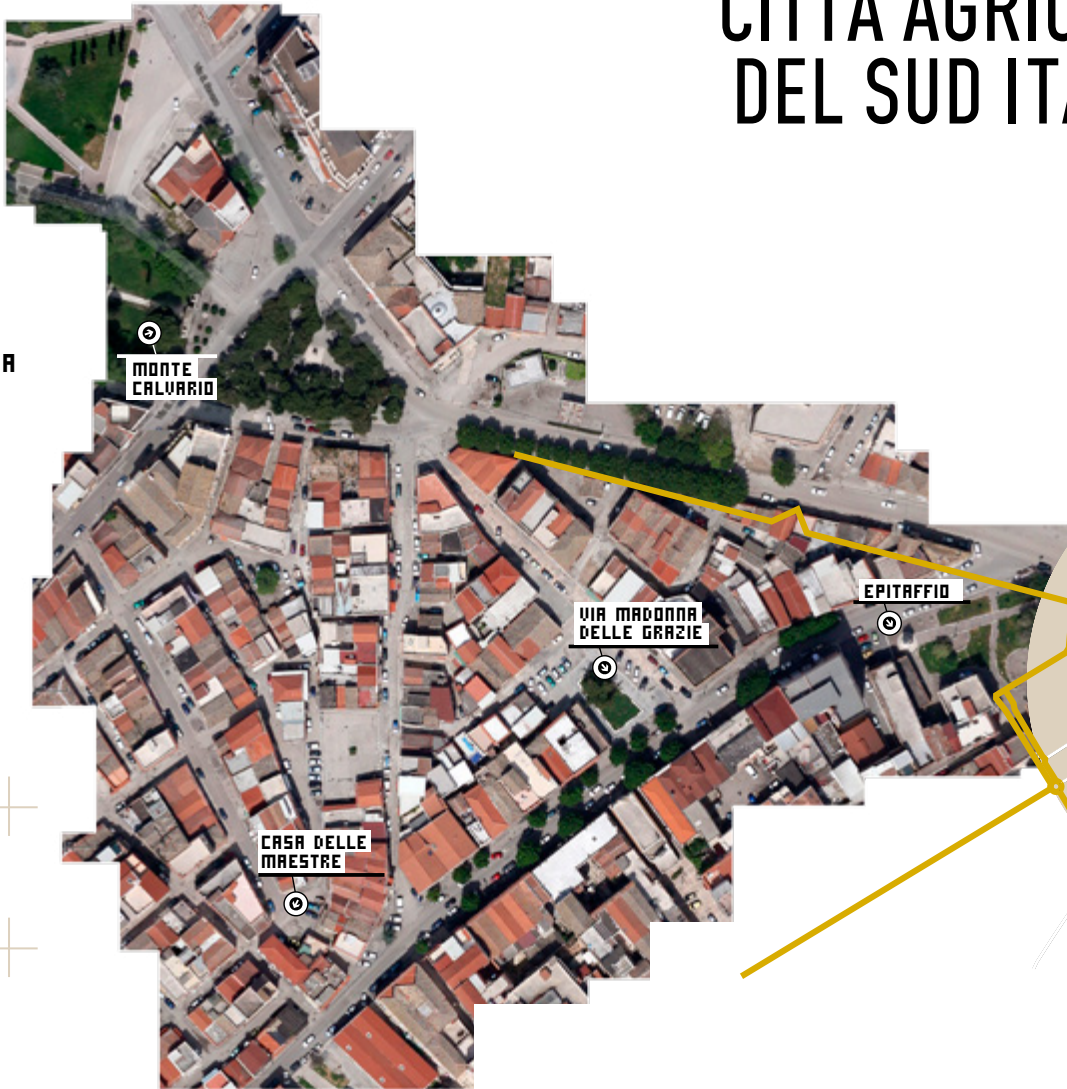 CITTÀ AGRIC
DEL SUD ITA
A
MONTE
CALVARIO
EPITAFFIO
VIA MADONNA
DELLE GRAZIE
CASA DELLE
MAESTRE